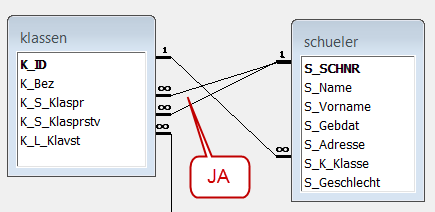 klassen
K_ID
K_Bez
K_S_Klaspr
K_S_Klasprstv
K_L_Klavst
1
∞
∞
∞
JA
1
∞
schueler
S_SCHNR
S_Name
S_Vorname
S_Gebdat
S_Adresse
S_K_Klasse
S_Geschlecht